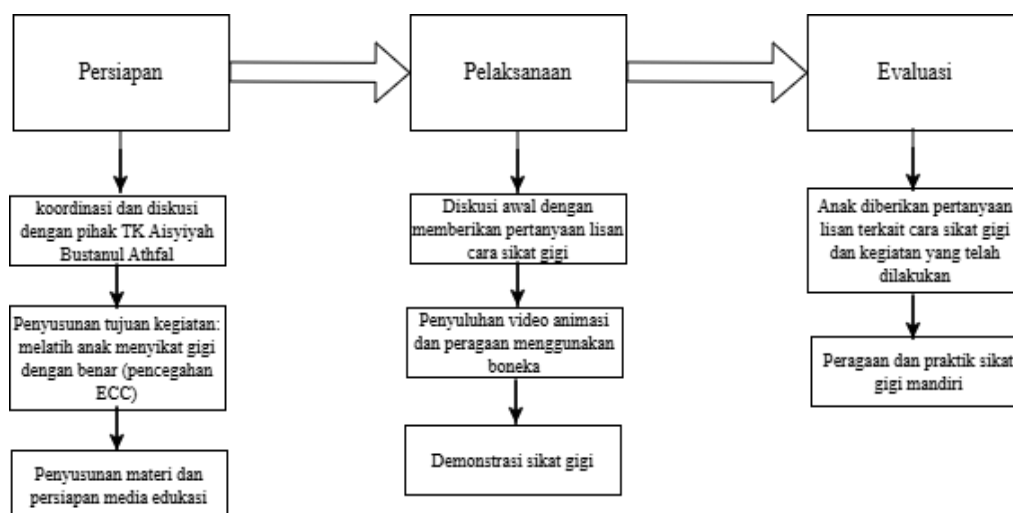 Persiapan
koordinasi dan diskusi
dengan pihak TK Aisyiyah
Bustanul Athfal
Penyusunan tujuan kegiatan:
melatih anak menyikat gigi
dengan benar (pencegahan
ECC)
Penyusunan materi dan
persiapan media edukasi
Pelaksanaan
Diskusi awal dengan
memberikan pertanyaan lisan
cara sikat gigi
Penyuluhan video animasi
dan peragaan menggunakan
boneka
Demonstrasi sikat gigi
Evaluasi
Anak diberikan pertanyaan
lisan terkait cara sikat gigi
dan kegiatan yang telah
dilakukan
Peragaan dan praktik sikat
gigi mandiri